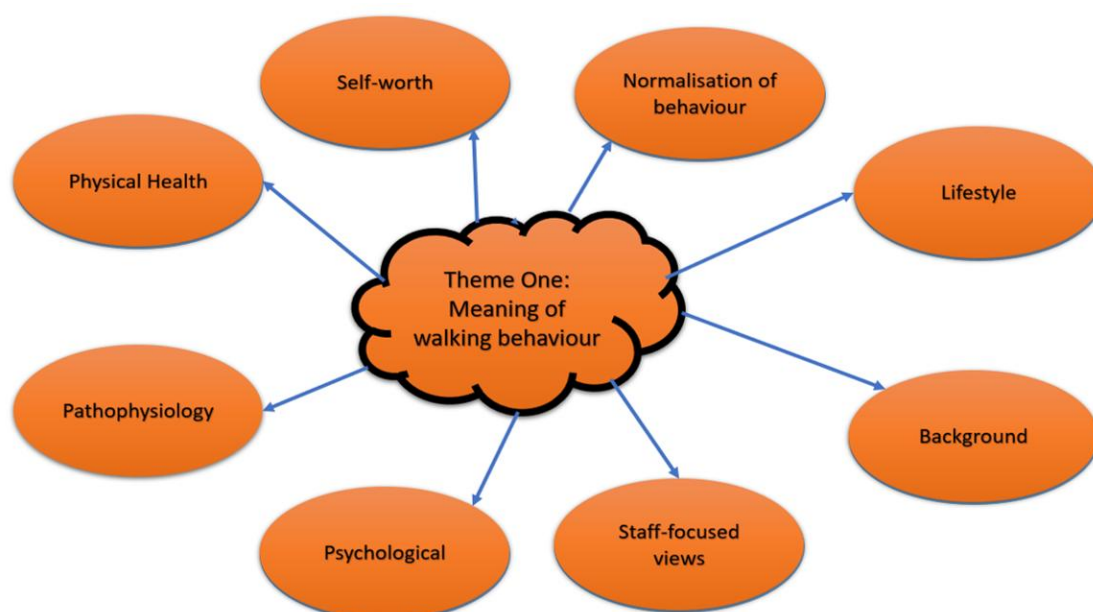 Self-worth
Normalisation of
behaviour
Physical Health
Lifestyle
Theme One:
Meaning of
walking behaviour
Pathophysiology
Background
Psychological
Staff-focused
views